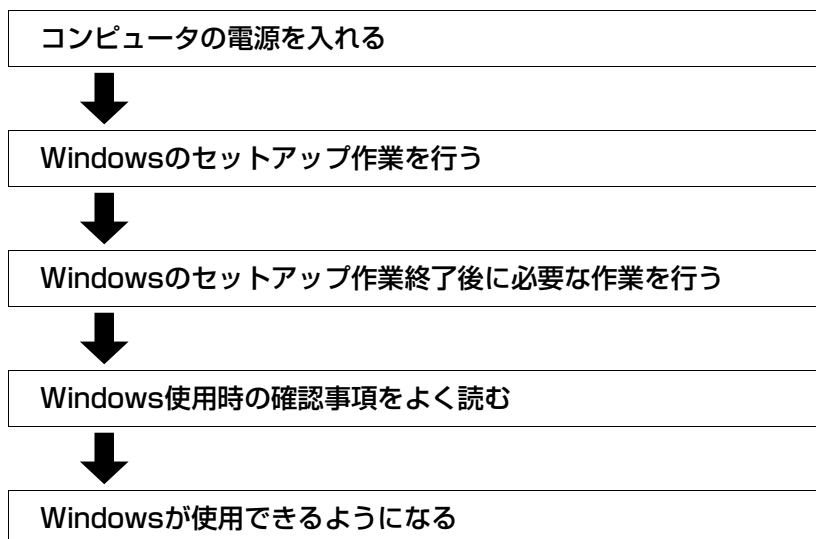 コンピュータの電源を入れる
Windowsのセットアップ作業を行う
Windowsのセットアップ作業終了後に必要な作業を行う
Windows使用時の確認事項をよく読む
Windowsが使用できるようになる